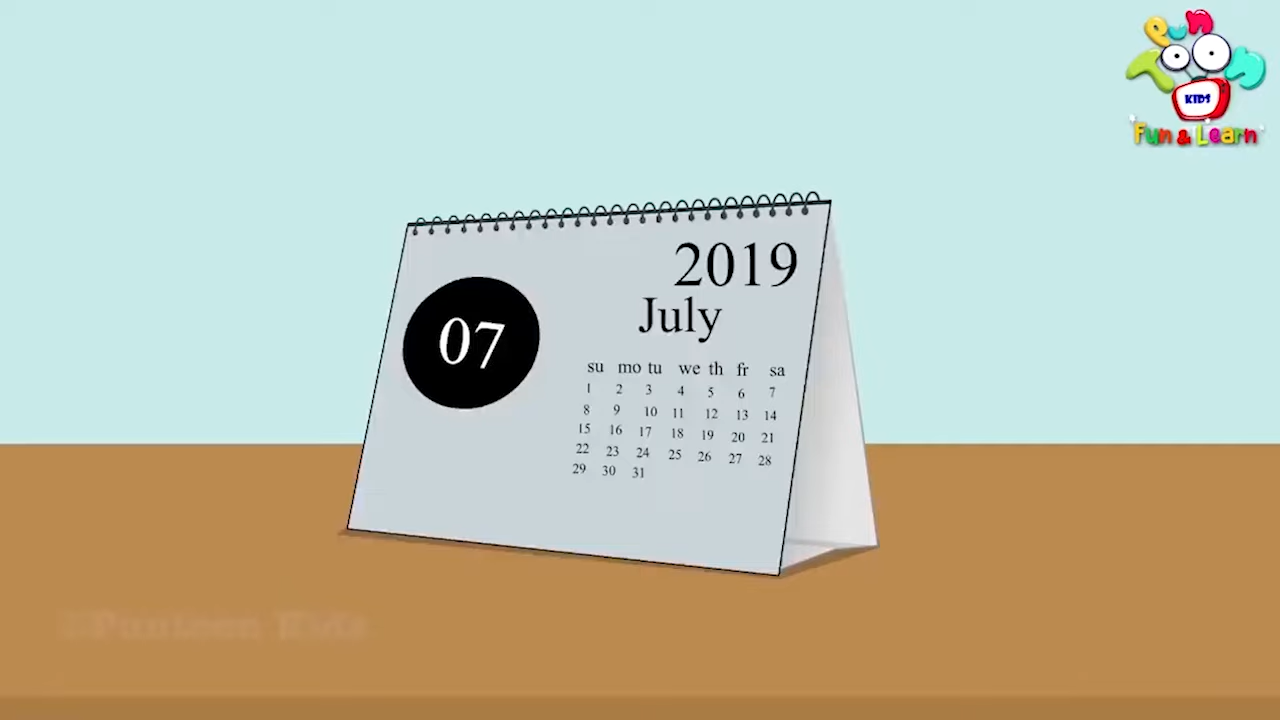 Pun
Toon
KIDS
Fun & Learn
2019
July
07
su mo tu we th fr sa
1 2 3 4 5 6 7
8 9 10 11 12 13 14
15 16 17 18 19 20 21
22 23 24 25 26 27 28
29 30 31